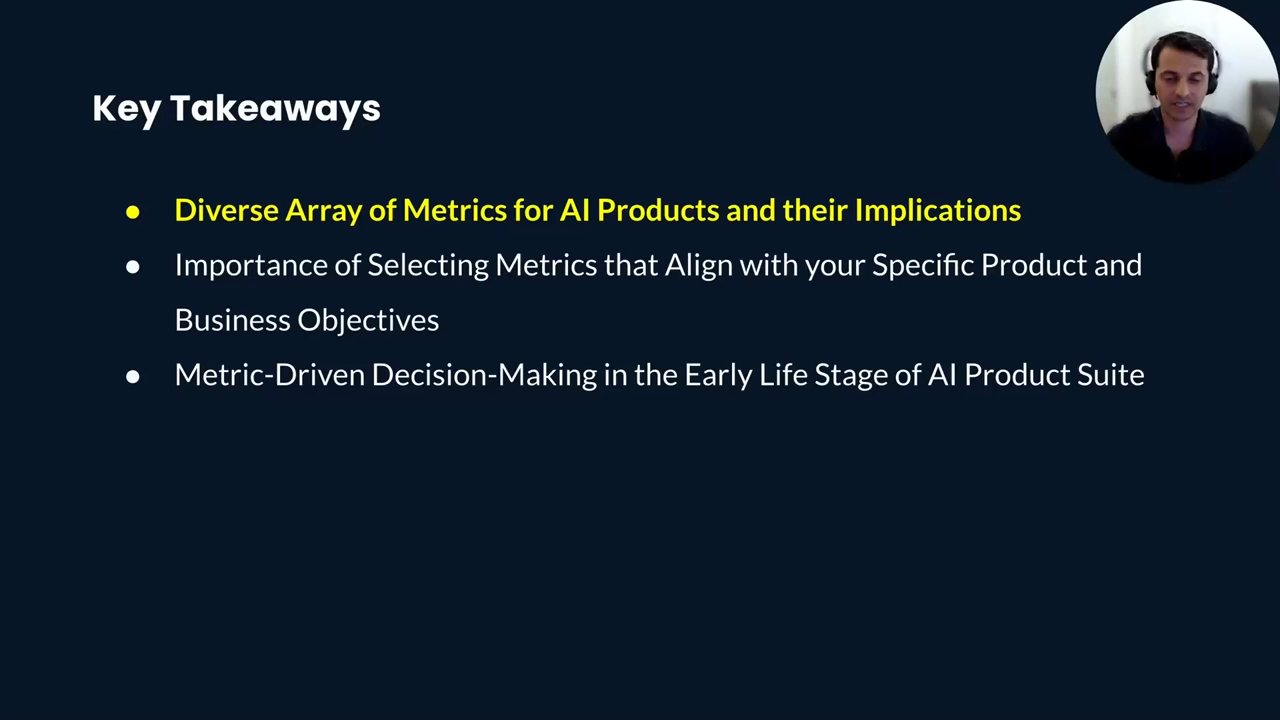 Key Takeaways
● Diverse Array of Metrics for AI Products and their Implications
● Importance of Selecting Metrics that Align with your Specific Product and
Business Objectives
● Metric-Driven Decision-Making in the Early Life Stage of AI Product Suite